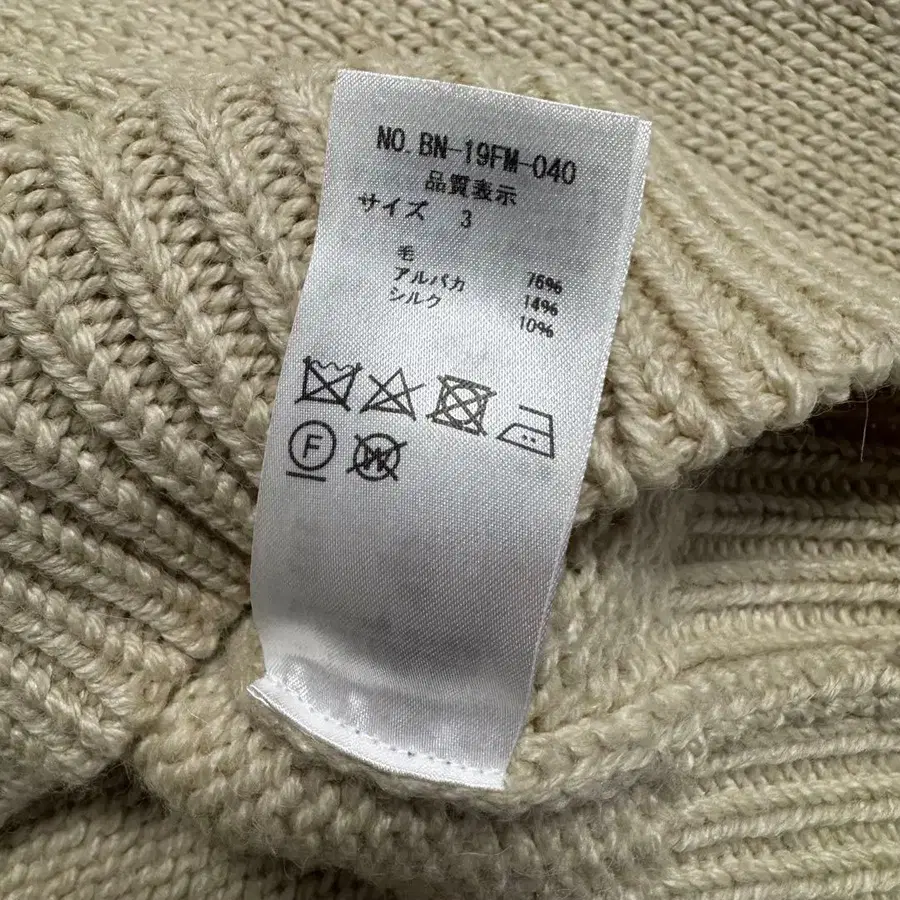 NO. BN-19FM-040
品質表示
サイズ 3
毛 76%
アルパカ 14%
シルク 10%
F
W